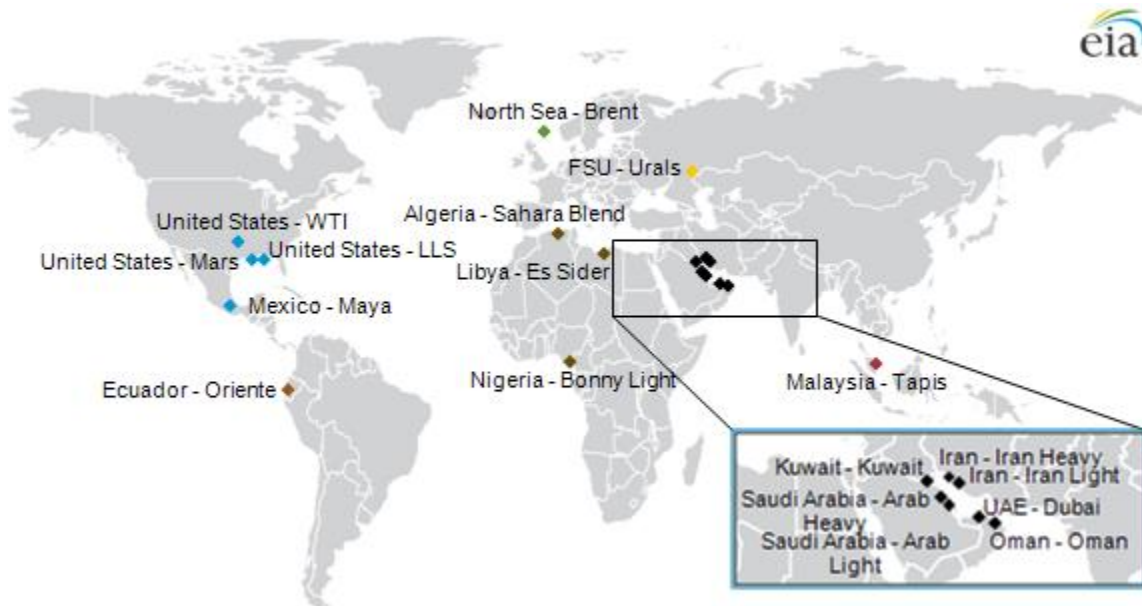 eia
North Sea - Brent
FSU - Urals
Algeria - Sahara Blend
United States - WTI
United States - LLS
United States - Mars
Libya - Es Sider
Mexico - Maya
Nigeria - Bonny Light
Malaysia - Tapis
Ecuador - Oriente
Iran - Iran Heavy
Kuwait - Kuwait
Iran - Iran Light
Saudi Arabia - Arab
Heavy
UAE - Dubai
Saudi Arabia - Arab
Light
Oman - Oman